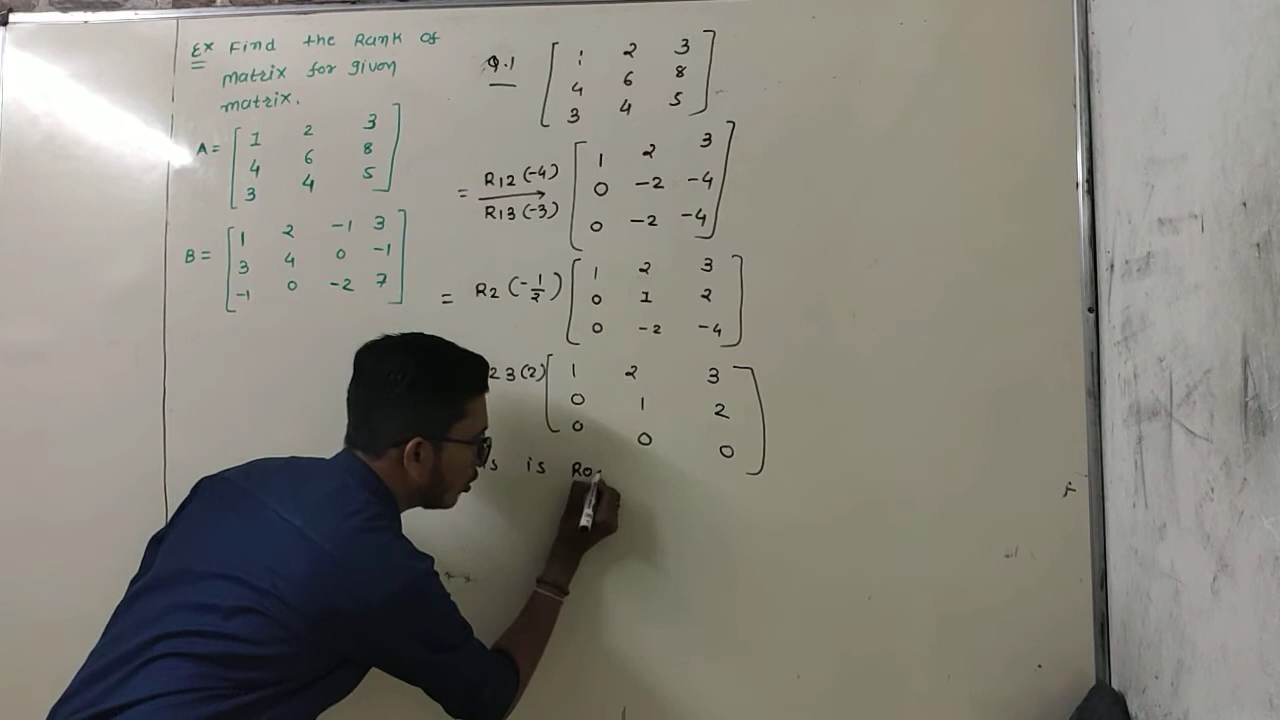 Ex Find the Rank of
matrix for given
matrix.
A = [ 1 2 3
4 6 8
3 4 5 ]
B = [ 1 2 -1 3
3 4 0 -1
-1 0 -2 7 ]
Q.1 [ 1 2 3
4 6 8
3 4 5 ]
= R12 (-4)
R13 (-3)
[ 1 2 3
0 -2 -4
0 -2 -4 ]
= R2 (-1/2) [ 1 2 3
0 1 2
0 -2 -4 ]
23(2) [ 1 2 3
0 1 2
0 0 0 ]
is Ro